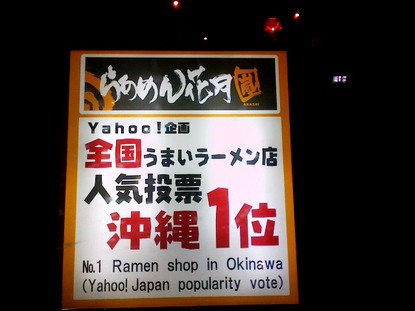 らあめん花月嵐
ARASHI
Yahoo!企画
全国うまいラーメン店
人気投票
沖縄1位
No.1 Ramen shop in Okinawa
(Yahoo! Japan popularity vote)